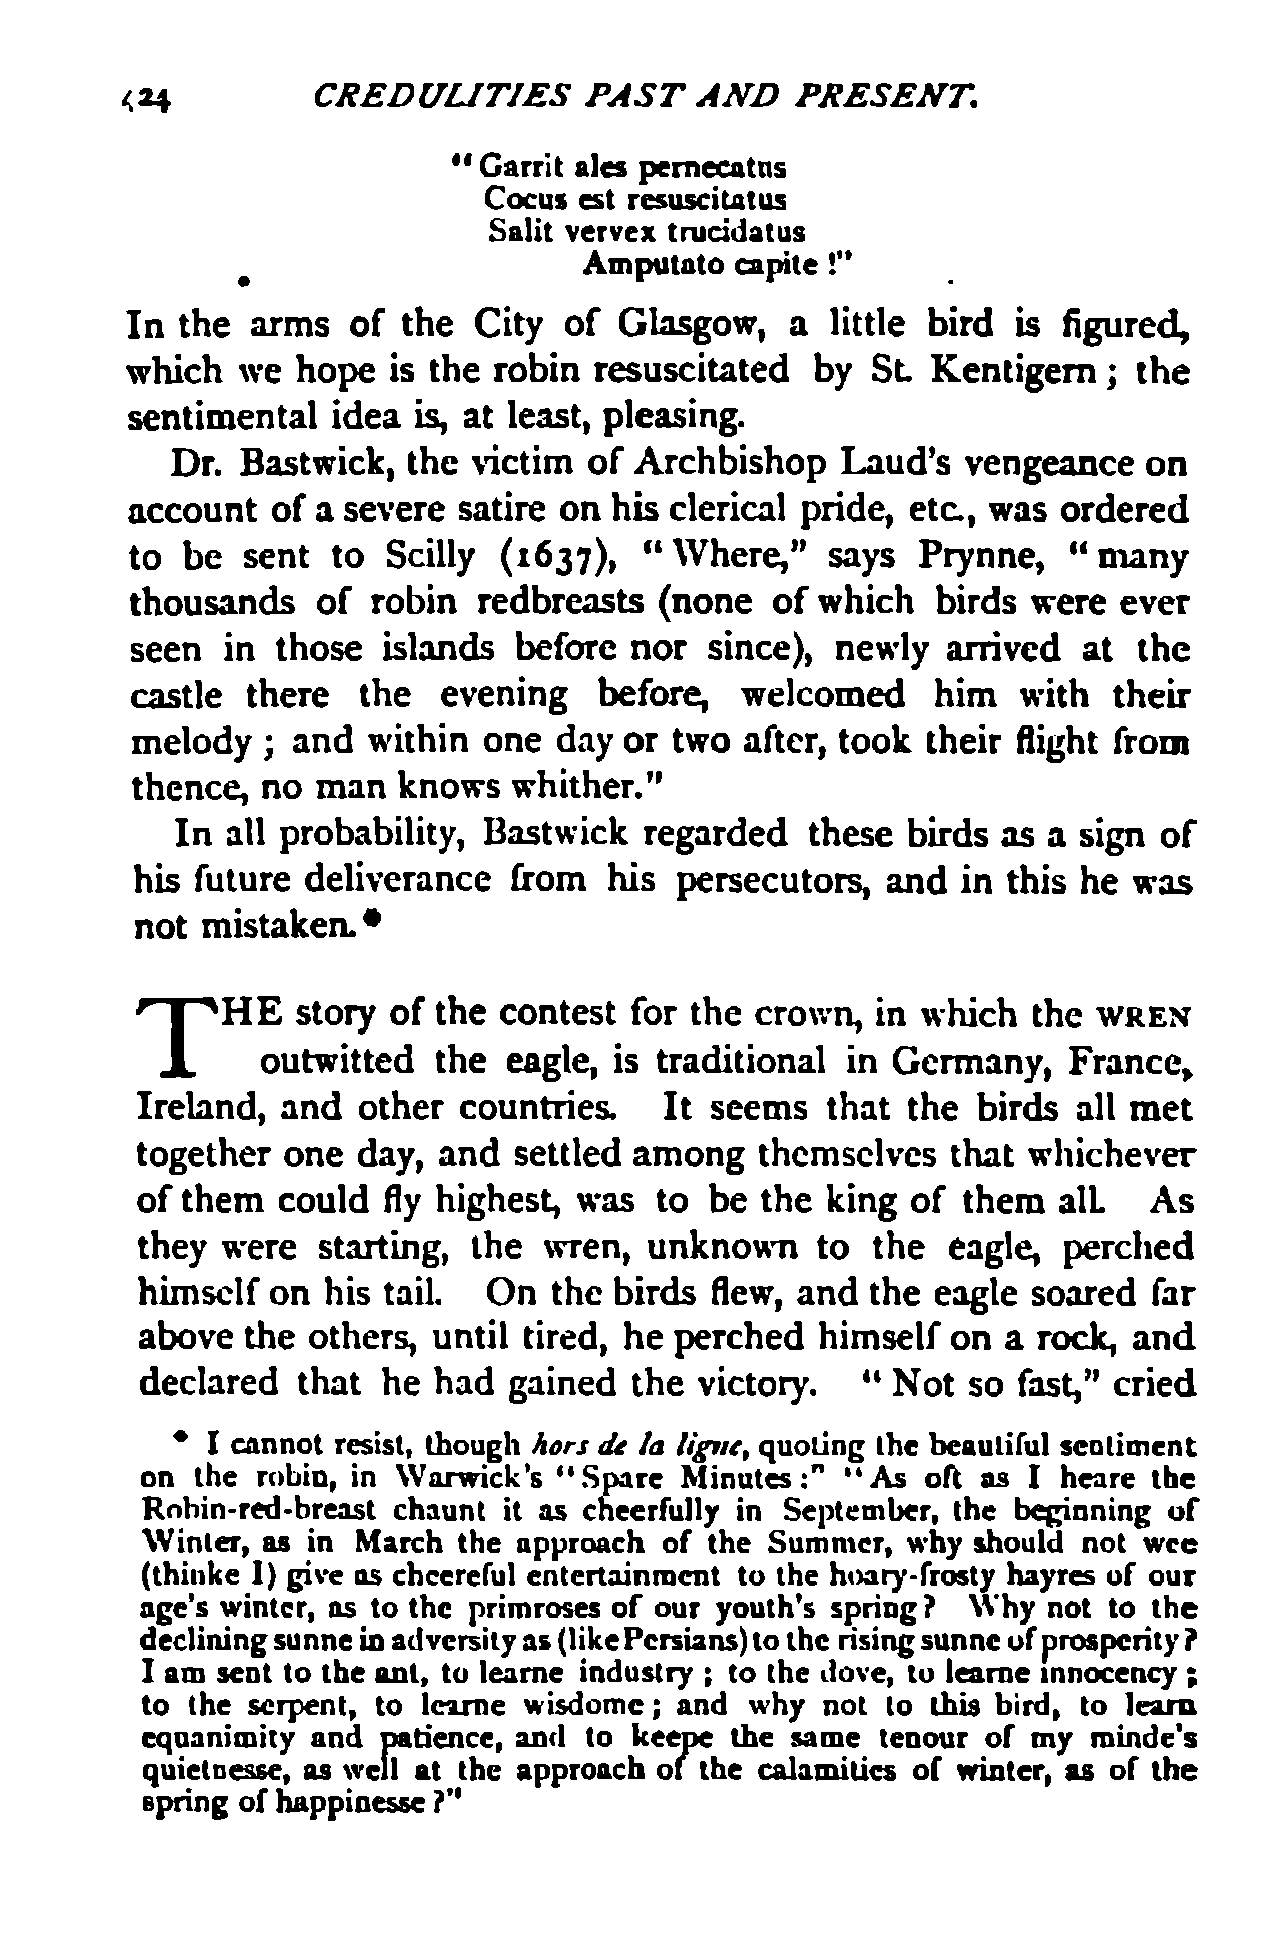 424 CREDULITIES PAST AND PRESENT.
"Garrit ales pernecatus
Cocus est resuscitatus
Salit vervex trucidatus
Amputato capite!"
In the arms of the City of Glasgow, a little bird is figured,
which we hope is the robin resuscitated by St. Kentigern; the
sentimental idea is, at least, pleasing.
Dr. Bastwick, the victim of Archbishop Laud's vengeance on
account of a severe satire on his clerical pride, etc., was ordered
to be sent to Scilly (1637), "Where," says Prynne, "many
thousands of robin redbreasts (none of which birds were ever
seen in those islands before nor since), newly arrived at the
castle there the evening before, welcomed him with their
melody; and within one day or two after, took their flight from
thence, no man knows whither."
In all probability, Bastwick regarded these birds as a sign of
his future deliverance from his persecutors, and in this he was
not mistaken.*
THE story of the contest for the crown, in which the WREN
outwitted the eagle, is traditional in Germany, France,
Ireland, and other countries. It seems that the birds all met
together one day, and settled among themselves that whichever
of them could fly highest, was to be the king of them all. As
they were starting, the wren, unknown to the eagle, perched
himself on his tail. On the birds flew, and the eagle soared far
above the others, until tired, he perched himself on a rock, and
declared that he had gained the victory. "Not so fast," cried
* I cannot resist, though hors de la ligne, quoting the beautiful sentiment
on the robin, in Warwick's "Spare Minutes:" "As oft as I heare the
Robin-red-breast chaunt it as cheerfully in September, the beginning of
Winter, as in March the approach of the Summer, why should not wee
(thinke I) give as cheereful entertainment to the hoary-frosty hayres of our
age's winter, as to the primroses of our youth's spring? Why not to the
declining sunne in adversity as (like Persians) to the rising sunne of prosperity?
I am sent to the ant, to learne industry; to the dove, to learne innocency;
to the serpent, to learne wisdome; and why not to this bird, to learn
equanimity and patience, and to keepe the same tenour of my minde's
quietnesse, as well at the approach of the calamities of winter, as of the
spring of happinesse?"